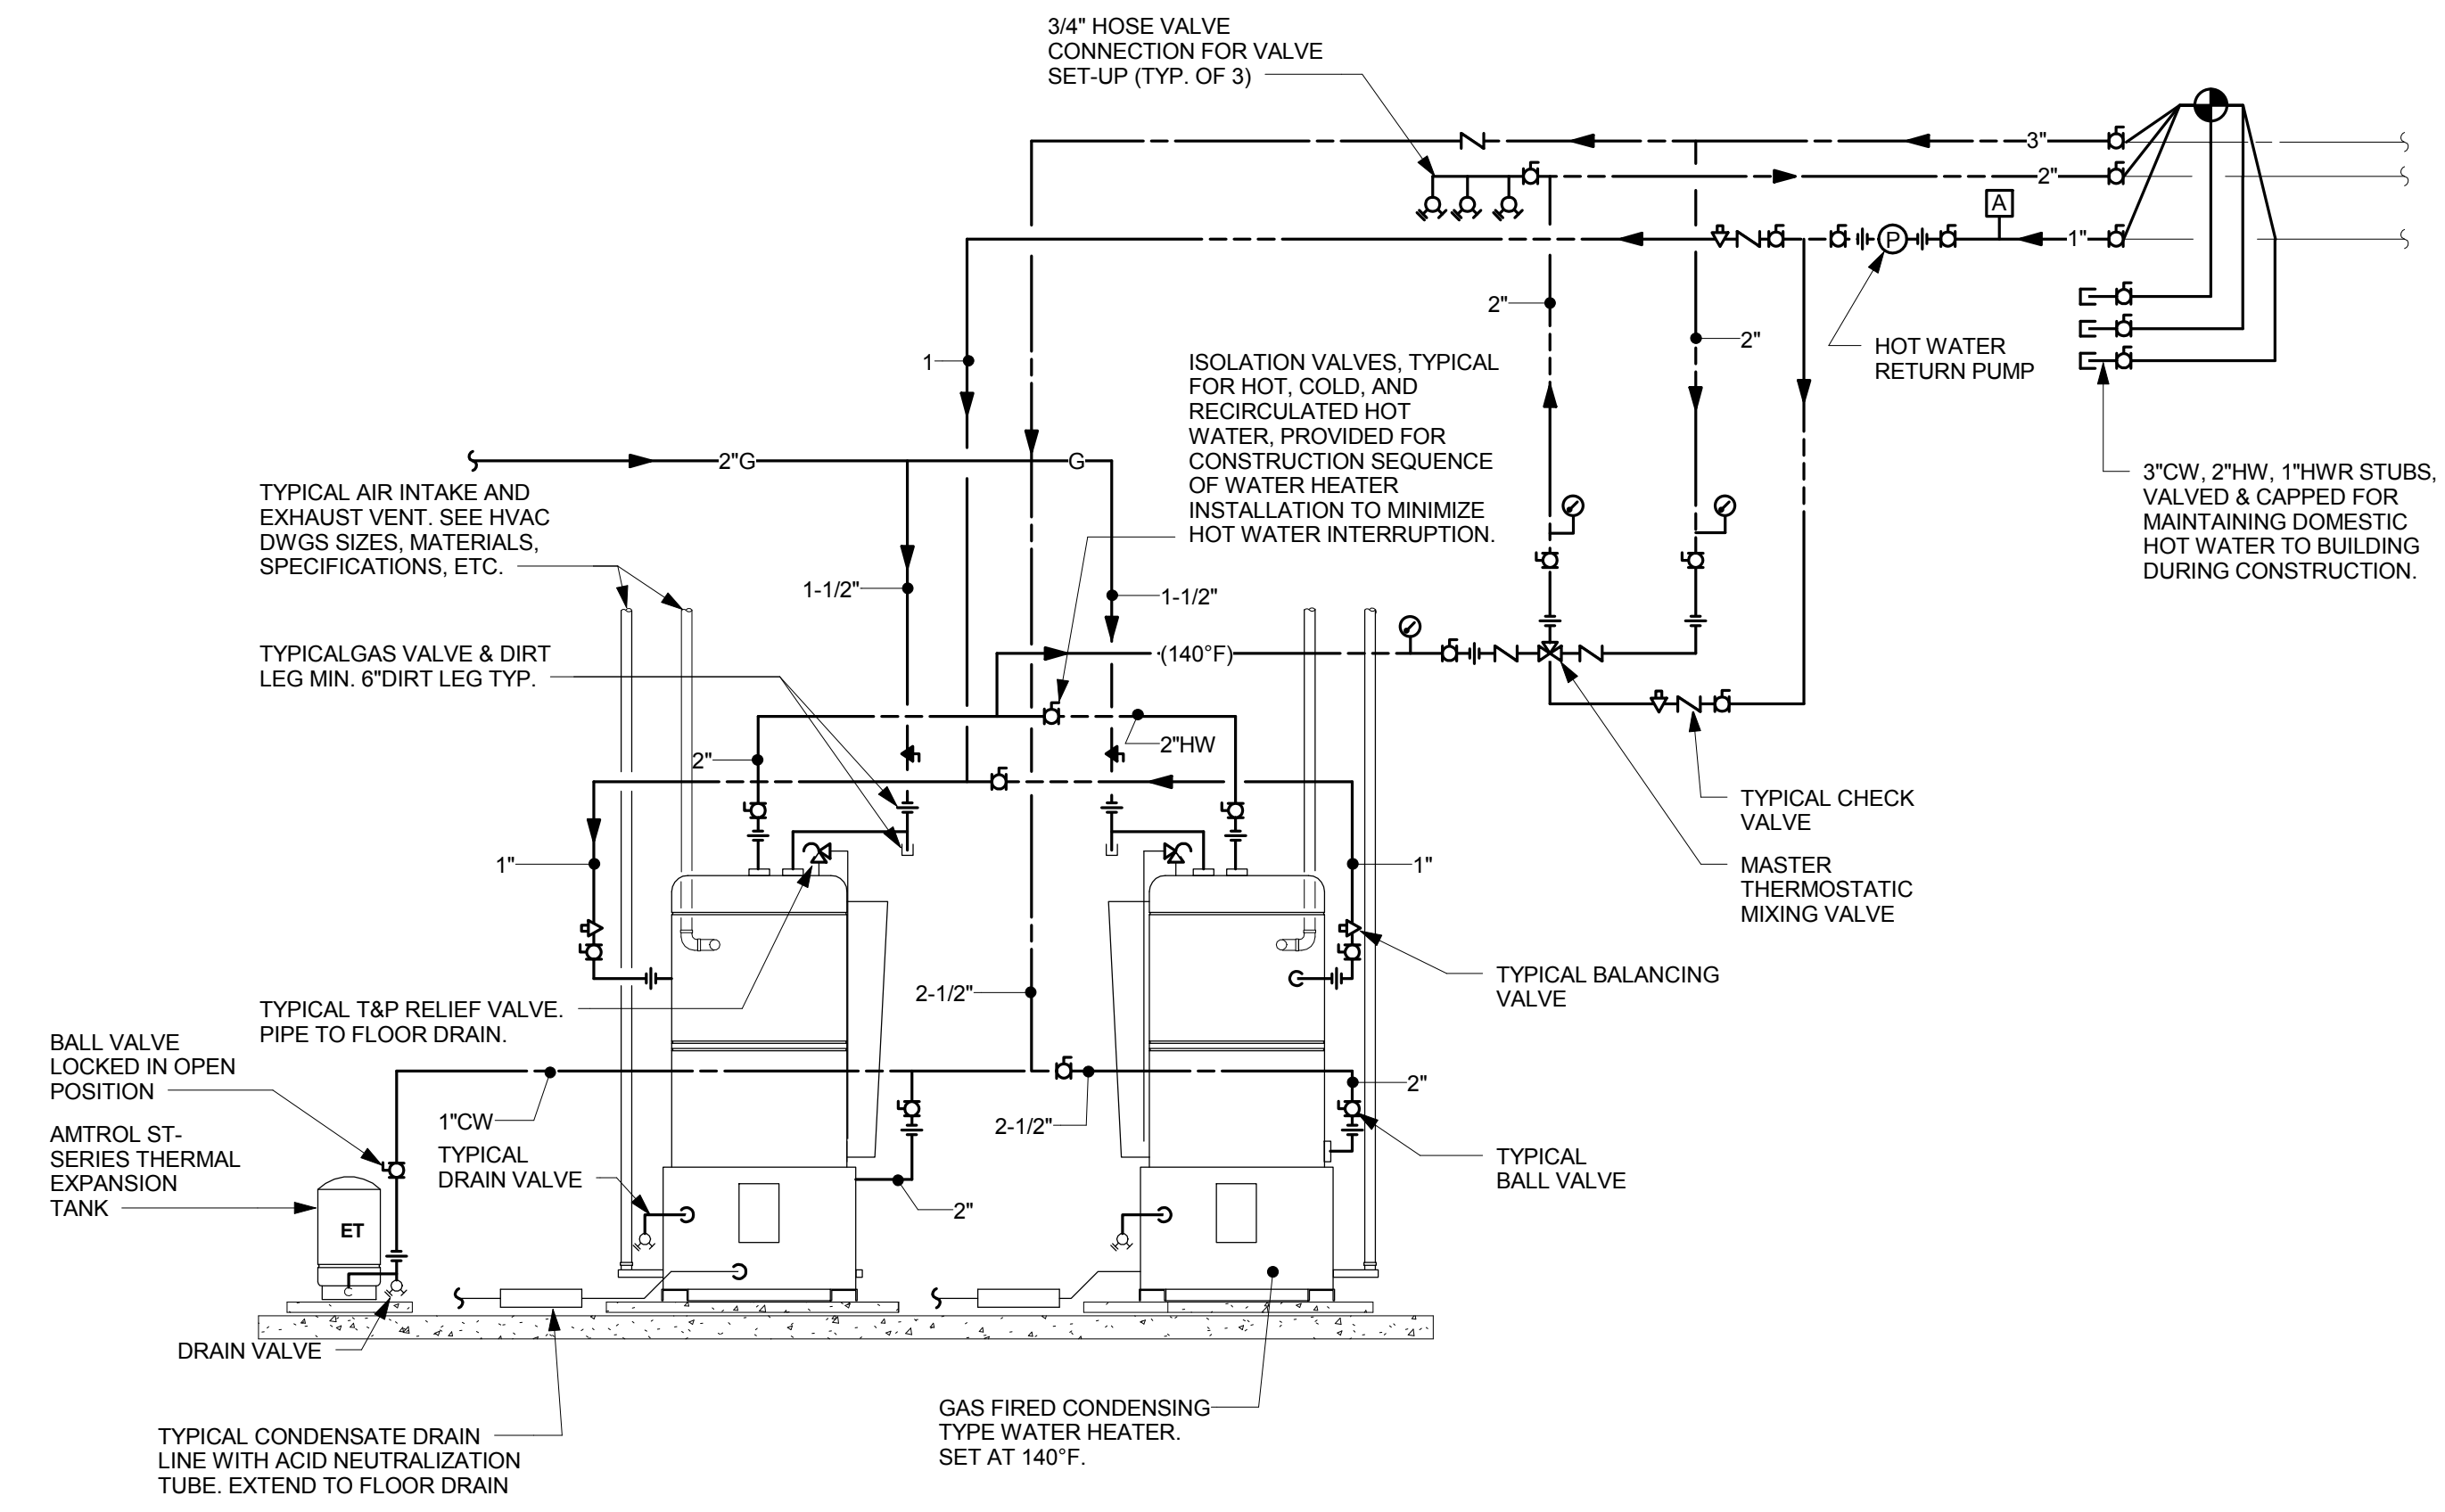 3/4" HOSE VALVE
CONNECTION FOR VALVE
SET-UP (TYP. OF 3)
3"
2"
A
1"
P
2"
2"
HOT WATER
RETURN PUMP
1
ISOLATION VALVES, TYPICAL
FOR HOT, COLD, AND
RECIRCULATED HOT
WATER, PROVIDED FOR
CONSTRUCTION SEQUENCE
OF WATER HEATER
INSTALLATION TO MINIMIZE
HOT WATER INTERRUPTION.
2"G
G
3"CW, 2"HW, 1"HWR STUBS,
VALVED & CAPPED FOR
MAINTAINING DOMESTIC
HOT WATER TO BUILDING
DURING CONSTRUCTION.
TYPICAL AIR INTAKE AND
EXHAUST VENT. SEE HVAC
DWGS SIZES, MATERIALS,
SPECIFICATIONS, ETC.
1-1/2"
1-1/2"
TYPICALGAS VALVE & DIRT
LEG MIN. 6"DIRT LEG TYP.
(140°F)
2"
2"HW
TYPICAL CHECK
VALVE
1"
1"
MASTER
THERMOSTATIC
MIXING VALVE
TYPICAL BALANCING
VALVE
2-1/2"
TYPICAL T&P RELIEF VALVE.
PIPE TO FLOOR DRAIN.
BALL VALVE
LOCKED IN OPEN
POSITION
2"
1"CW
2-1/2"
AMTROL ST-
SERIES THERMAL
EXPANSION
TANK
TYPICAL
DRAIN VALVE
TYPICAL
BALL VALVE
2"
ET
DRAIN VALVE
GAS FIRED CONDENSING
TYPE WATER HEATER.
SET AT 140°F.
TYPICAL CONDENSATE DRAIN
LINE WITH ACID NEUTRALIZATION
TUBE. EXTEND TO FLOOR DRAIN